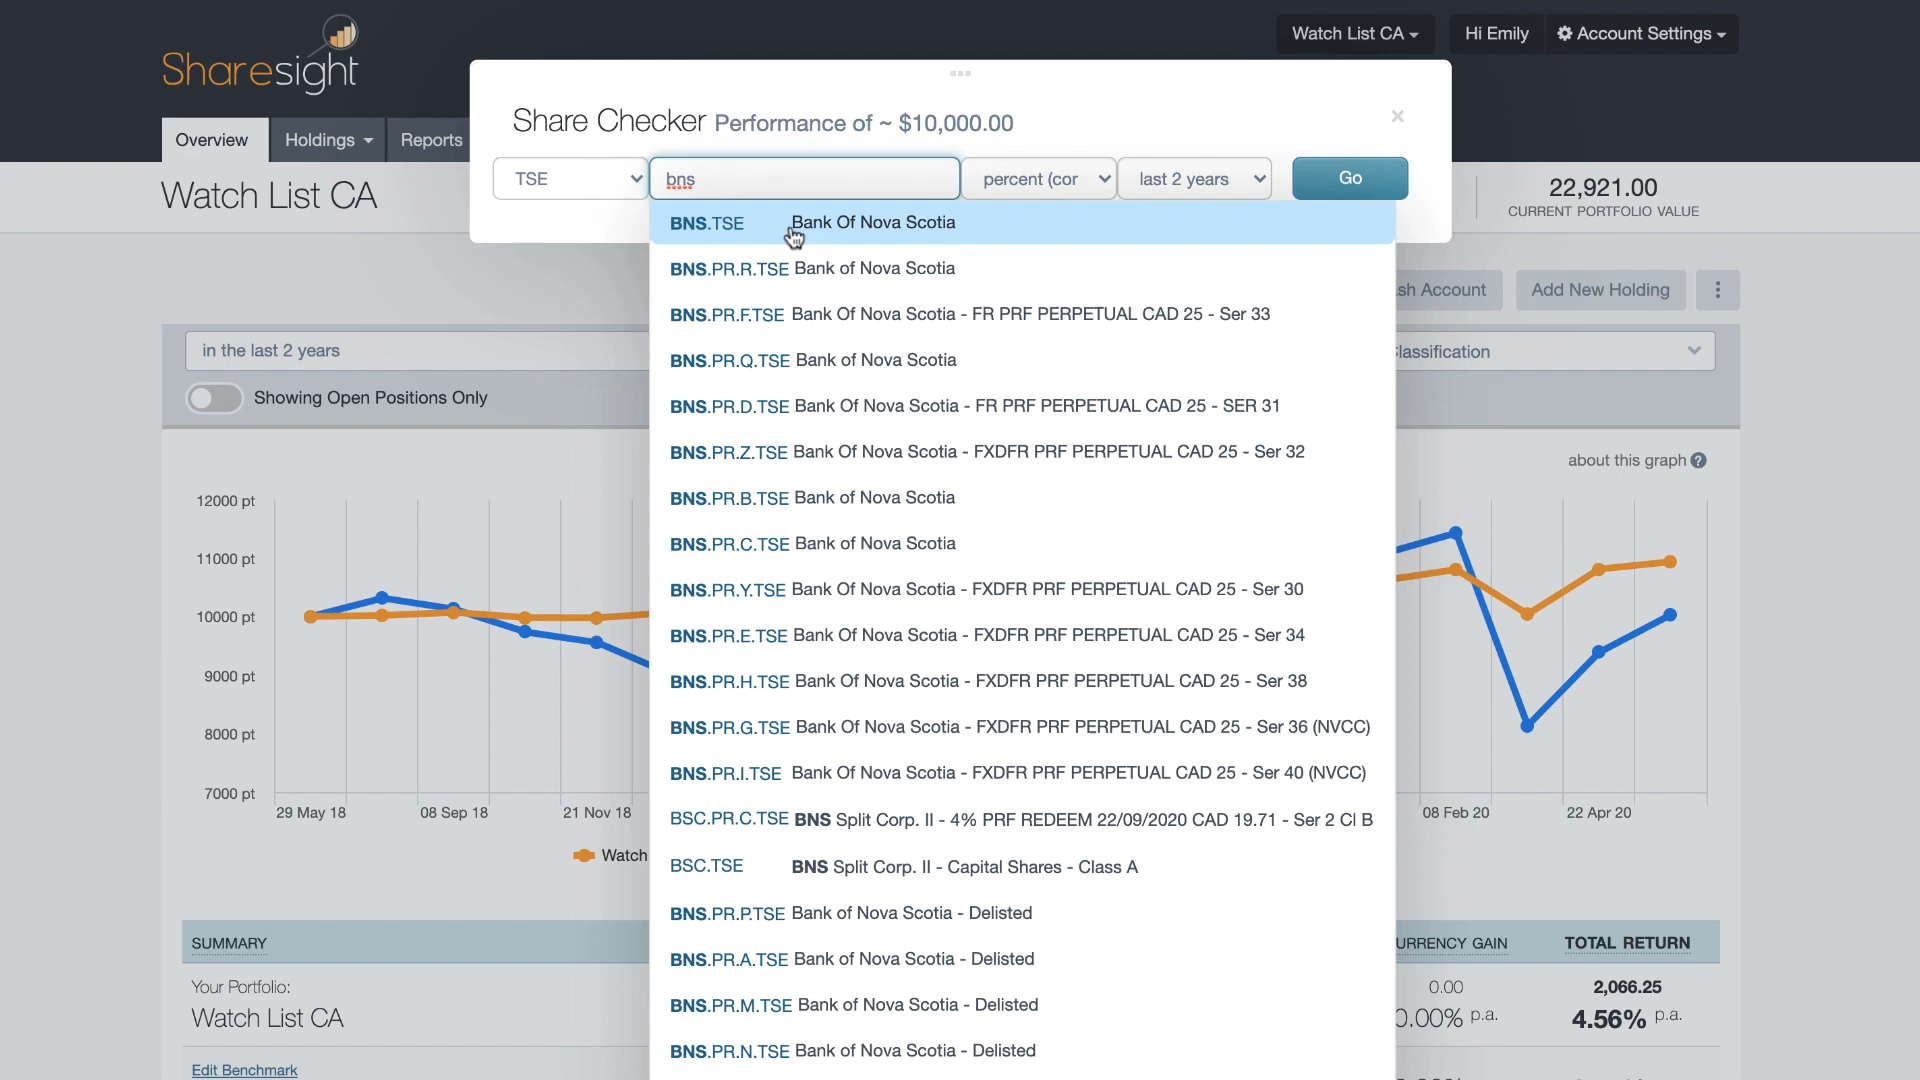 Sharesight
Watch List CA
Hi Emily
Account Settings
Overview
Holdings
Reports
Share Checker Performance of ~ $10,000.00
×
TSE
bns
percent (cor
last 2 years
Go
Watch List CA
22,921.00
CURRENT PORTFOLIO VALUE
BNS.TSE Bank Of Nova Scotia
BNS.PR.R.TSE Bank of Nova Scotia
BNS.PR.F.TSE Bank Of Nova Scotia - FR PRF PERPETUAL CAD 25 - Ser 33
BNS.PR.Q.TSE Bank of Nova Scotia
BNS.PR.D.TSE Bank Of Nova Scotia - FR PRF PERPETUAL CAD 25 - SER 31
BNS.PR.Z.TSE Bank Of Nova Scotia - FXDFR PRF PERPETUAL CAD 25 - Ser 32
BNS.PR.B.TSE Bank of Nova Scotia
BNS.PR.C.TSE Bank of Nova Scotia
BNS.PR.Y.TSE Bank Of Nova Scotia - FXDFR PRF PERPETUAL CAD 25 - Ser 30
BNS.PR.E.TSE Bank Of Nova Scotia - FXDFR PRF PERPETUAL CAD 25 - Ser 34
BNS.PR.H.TSE Bank Of Nova Scotia - FXDFR PRF PERPETUAL CAD 25 - Ser 38
BNS.PR.G.TSE Bank Of Nova Scotia - FXDFR PRF PERPETUAL CAD 25 - Ser 36 (NVCC)
BNS.PR.I.TSE Bank Of Nova Scotia - FXDFR PRF PERPETUAL CAD 25 - Ser 40 (NVCC)
BSC.PR.C.TSE BNS Split Corp. II - 4% PRF REDEEM 22/09/2020 CAD 19.71 - Ser 2 Cl B
BSC.TSE BNS Split Corp. II - Capital Shares - Class A
BNS.PR.P.TSE Bank of Nova Scotia - Delisted
BNS.PR.A.TSE Bank of Nova Scotia - Delisted
BNS.PR.M.TSE Bank of Nova Scotia - Delisted
BNS.PR.N.TSE Bank of Nova Scotia - Delisted
sh Account
Add New Holding
in the last 2 years
lassification
Showing Open Positions Only
about this graph ?
12000 pt
11000 pt
10000 pt
9000 pt
8000 pt
7000 pt
29 May 18
08 Sep 18
21 Nov 18
08 Feb 20
22 Apr 20
Watch
SUMMARY
URRENCY GAIN
TOTAL RETURN
Your Portfolio:
0.00
2,066.25
Watch List CA
0.00% p.a.
4.56% p.a.
Edit Benchmark